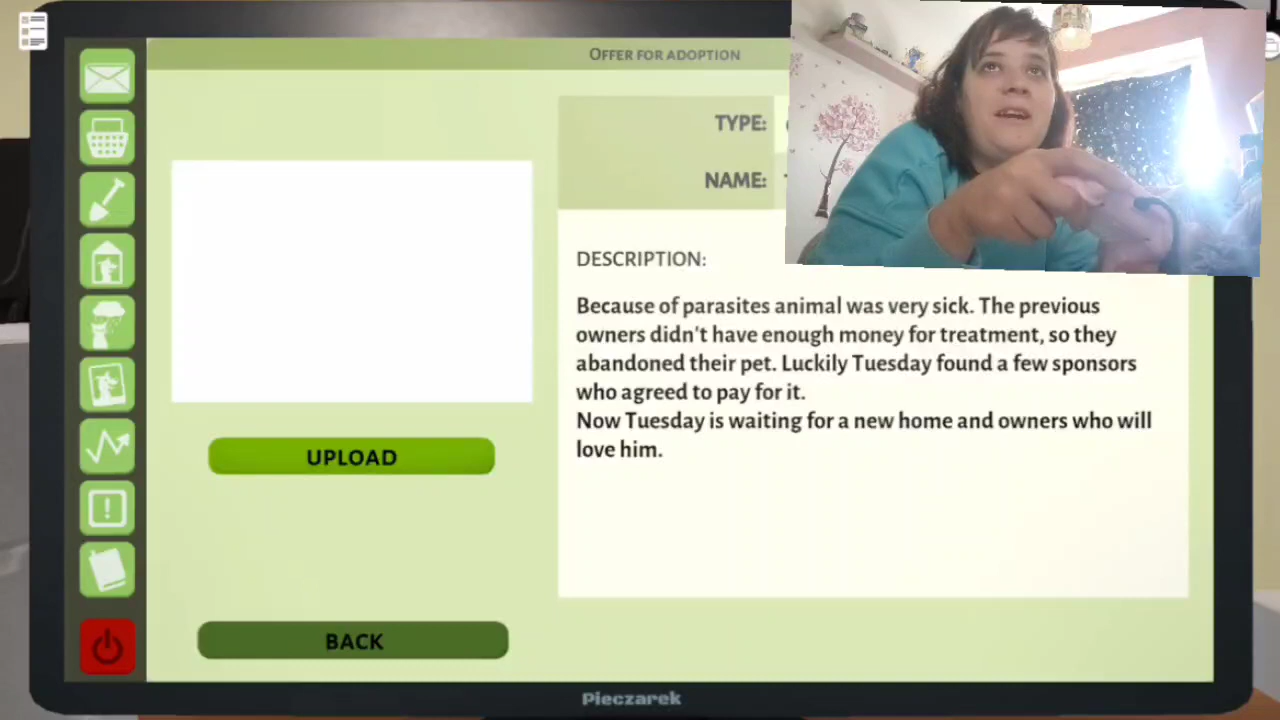 OFFER FOR ADOPTION
TYPE:
NAME:
DESCRIPTION:
Because of parasites animal was very sick. The previous
owners didn't have enough money for treatment, so they
abandoned their pet. Luckily Tuesday found a few sponsors
who agreed to pay for it.
Now Tuesday is waiting for a new home and owners who will
love him.
UPLOAD
BACK
Pieczarek